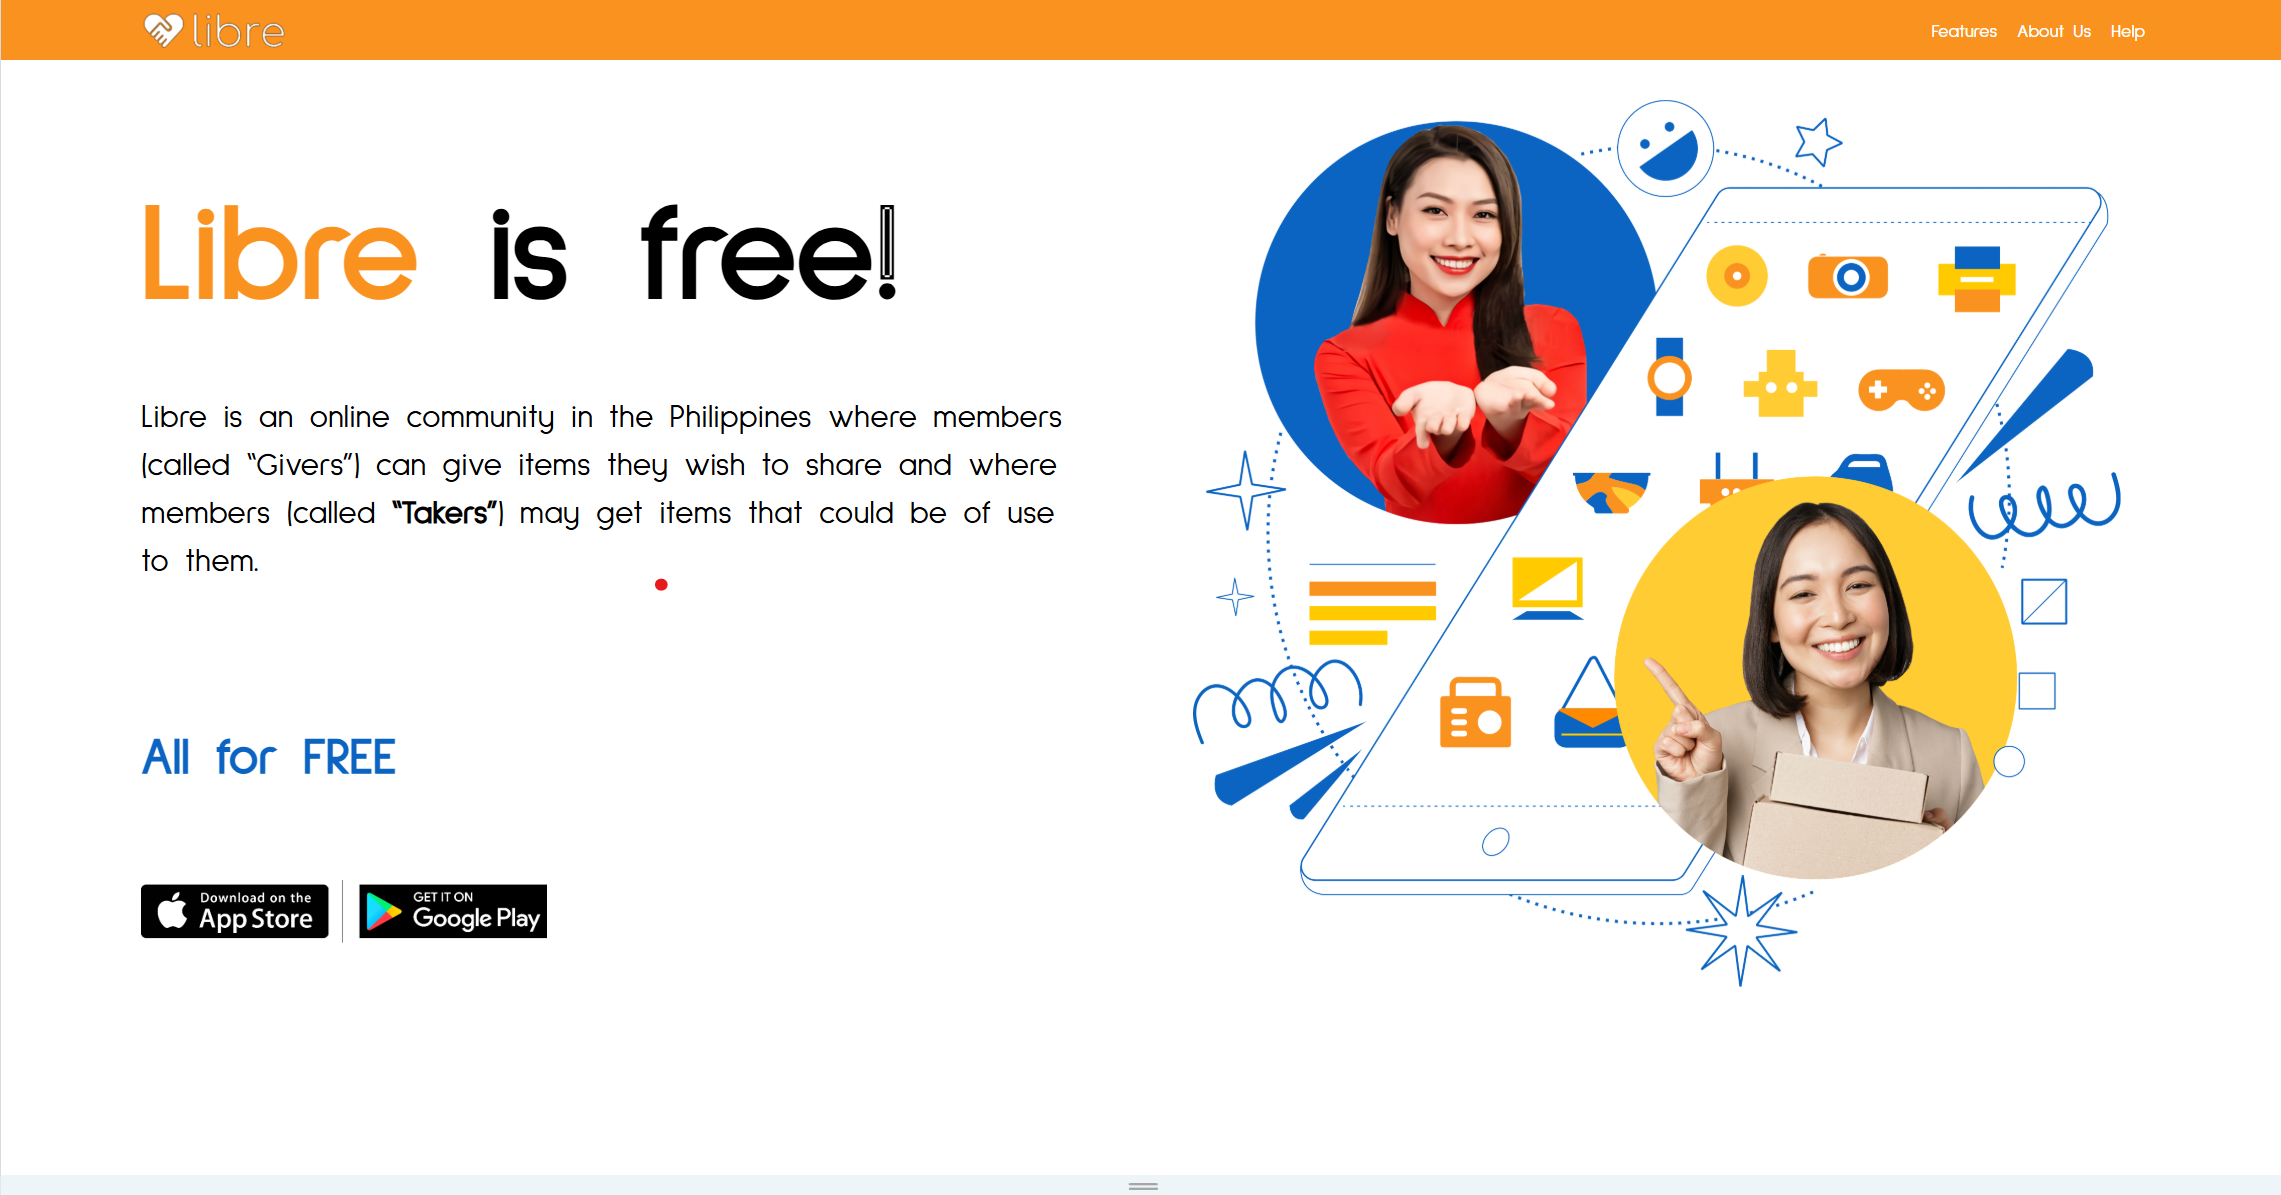 libre
Features About Us Help
Libre is free!
Libre is an online community in the Philippines where members
(called “Givers”) can give items they wish to share and where
members (called “Takers”) may get items that could be of use
to them.
All for FREE
Download on the
App Store
GET IT ON
Google Play